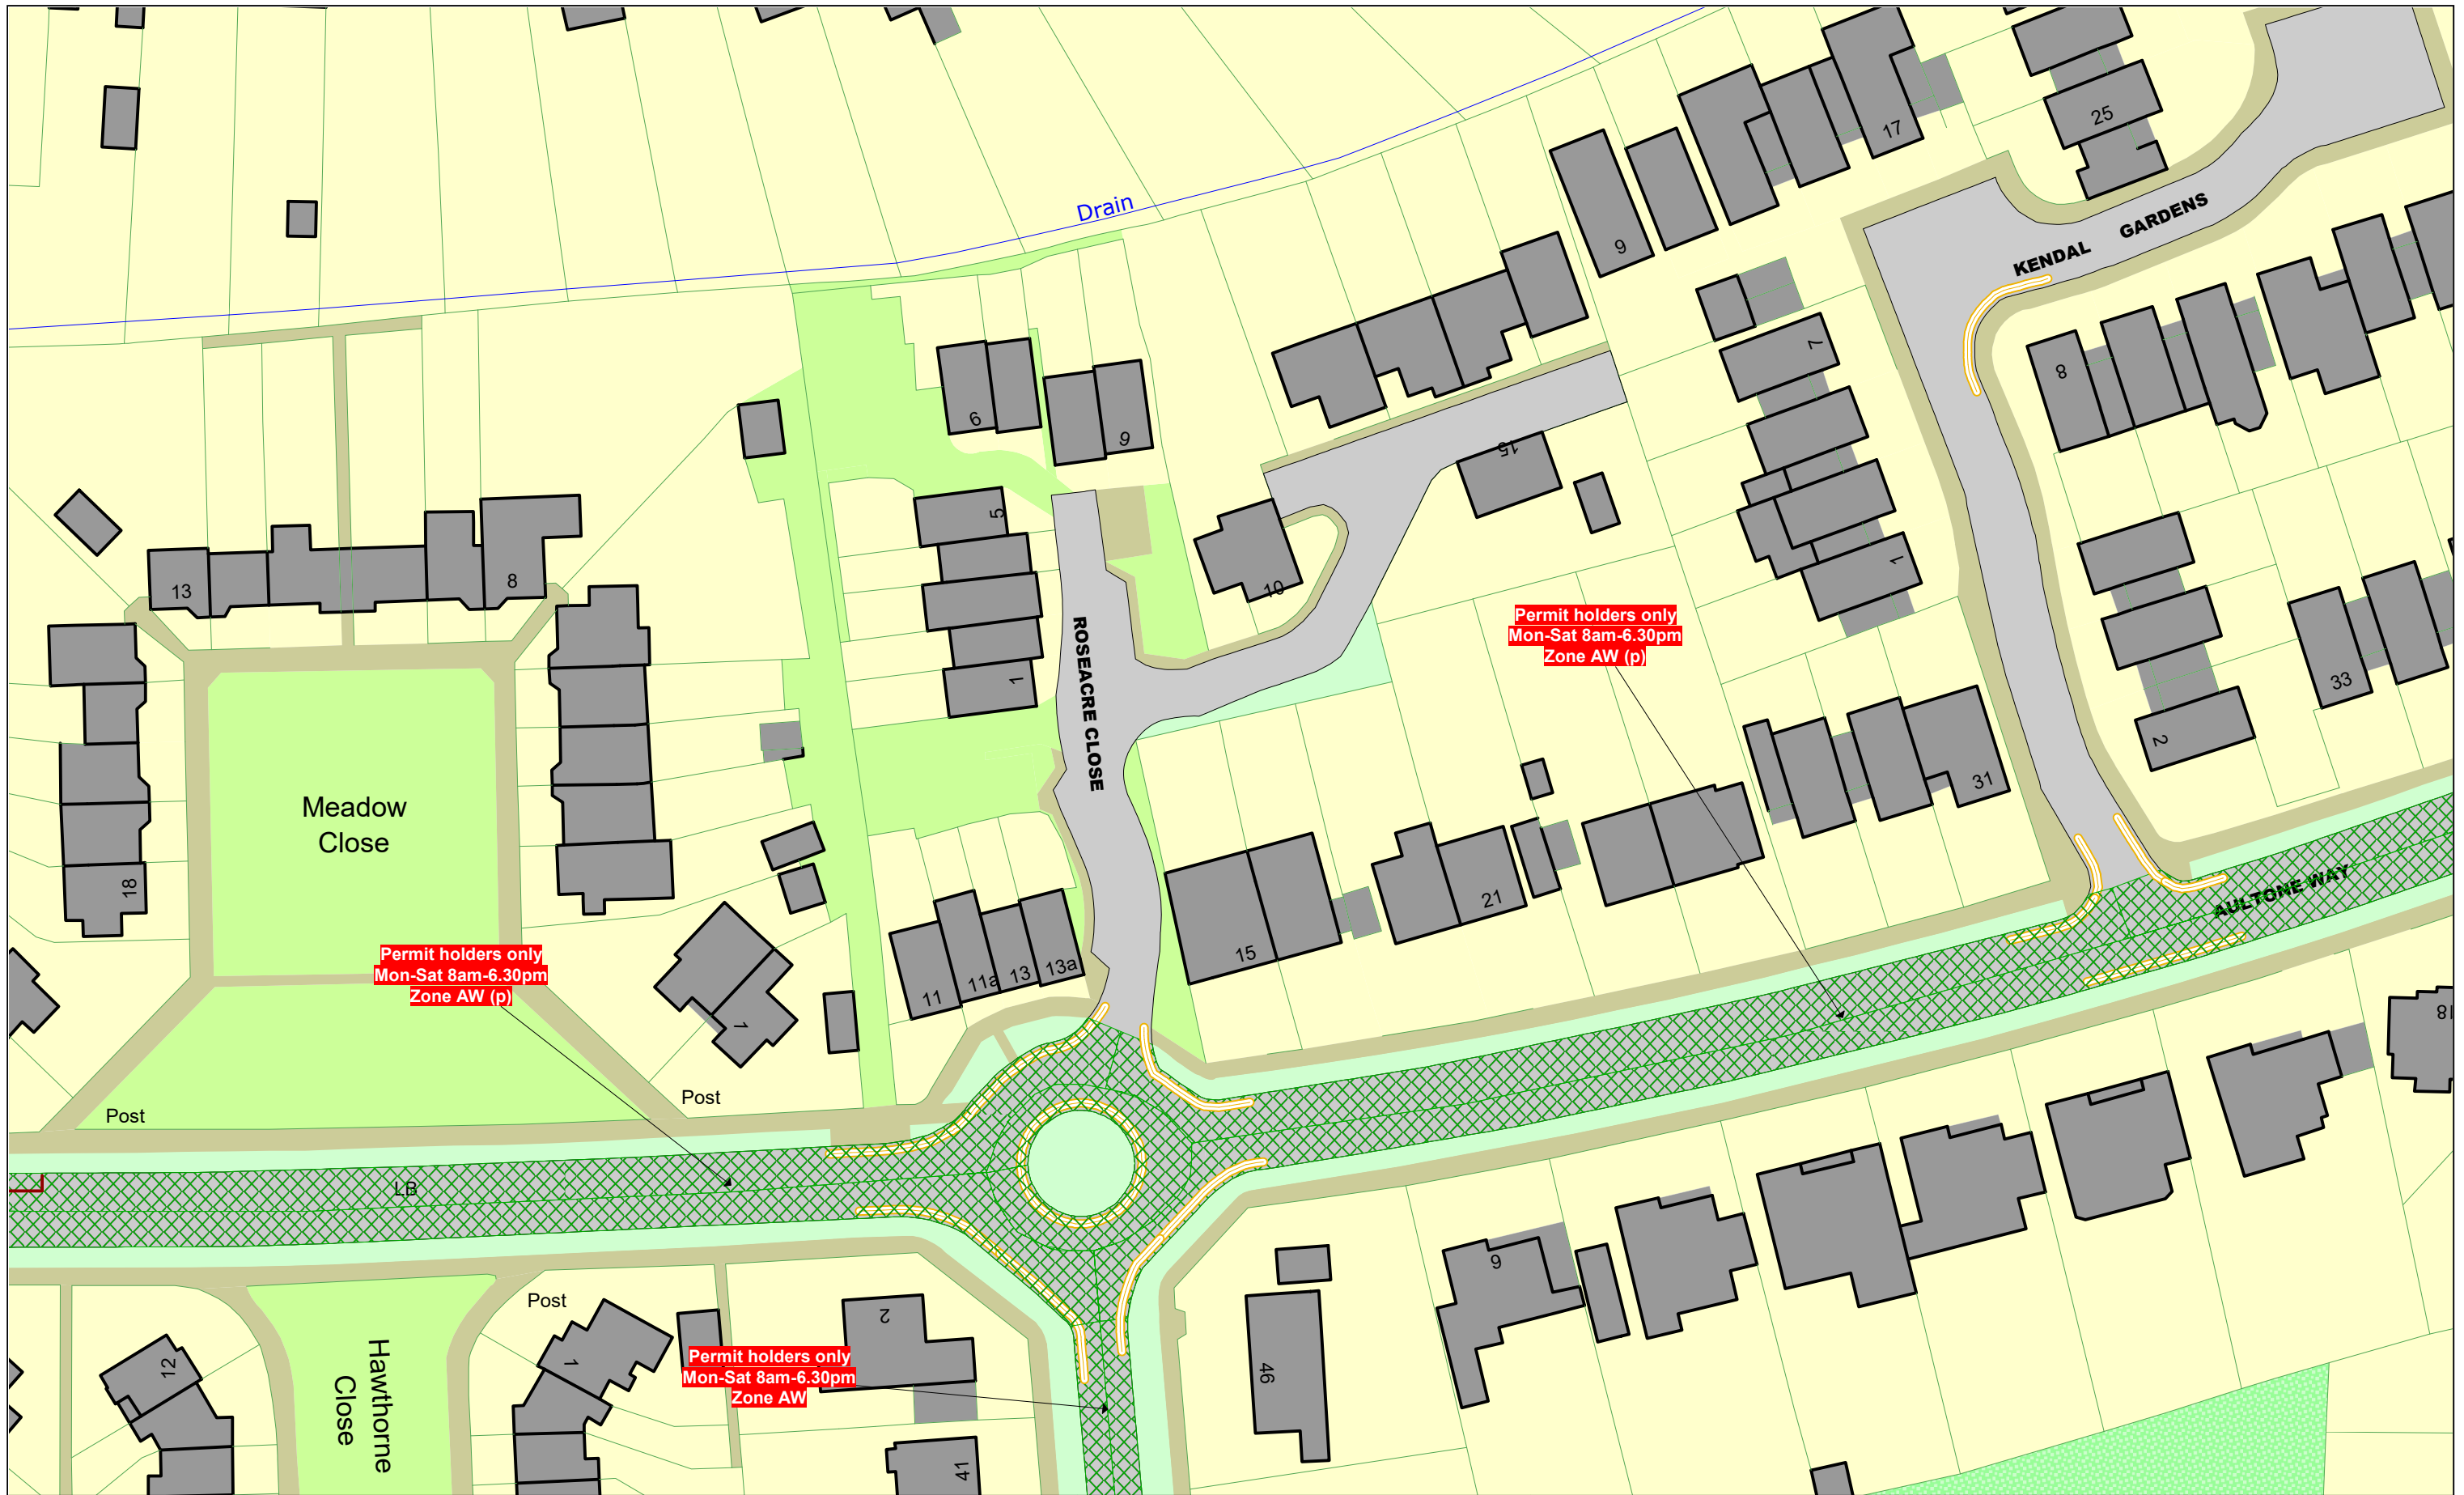 Drain
17
25
9
KENDAL GARDENS
7
8
6
9
15
5
10
13
8
1
ROSEACRE CLOSE
Permit holders only
Mon-Sat 8am-6.30pm
Zone AW (p)
1
33
2
Meadow
Close
18
31
21
15
AULTONE WAY
Permit holders only
Mon-Sat 8am-6.30pm
Zone AW (p)
11
11a
13
13a
1
18
Post
Post
LB
9
Post
2
12
1
Hawthorne
Close
Permit holders only
Mon-Sat 8am-6.30pm
Zone AW
46
41